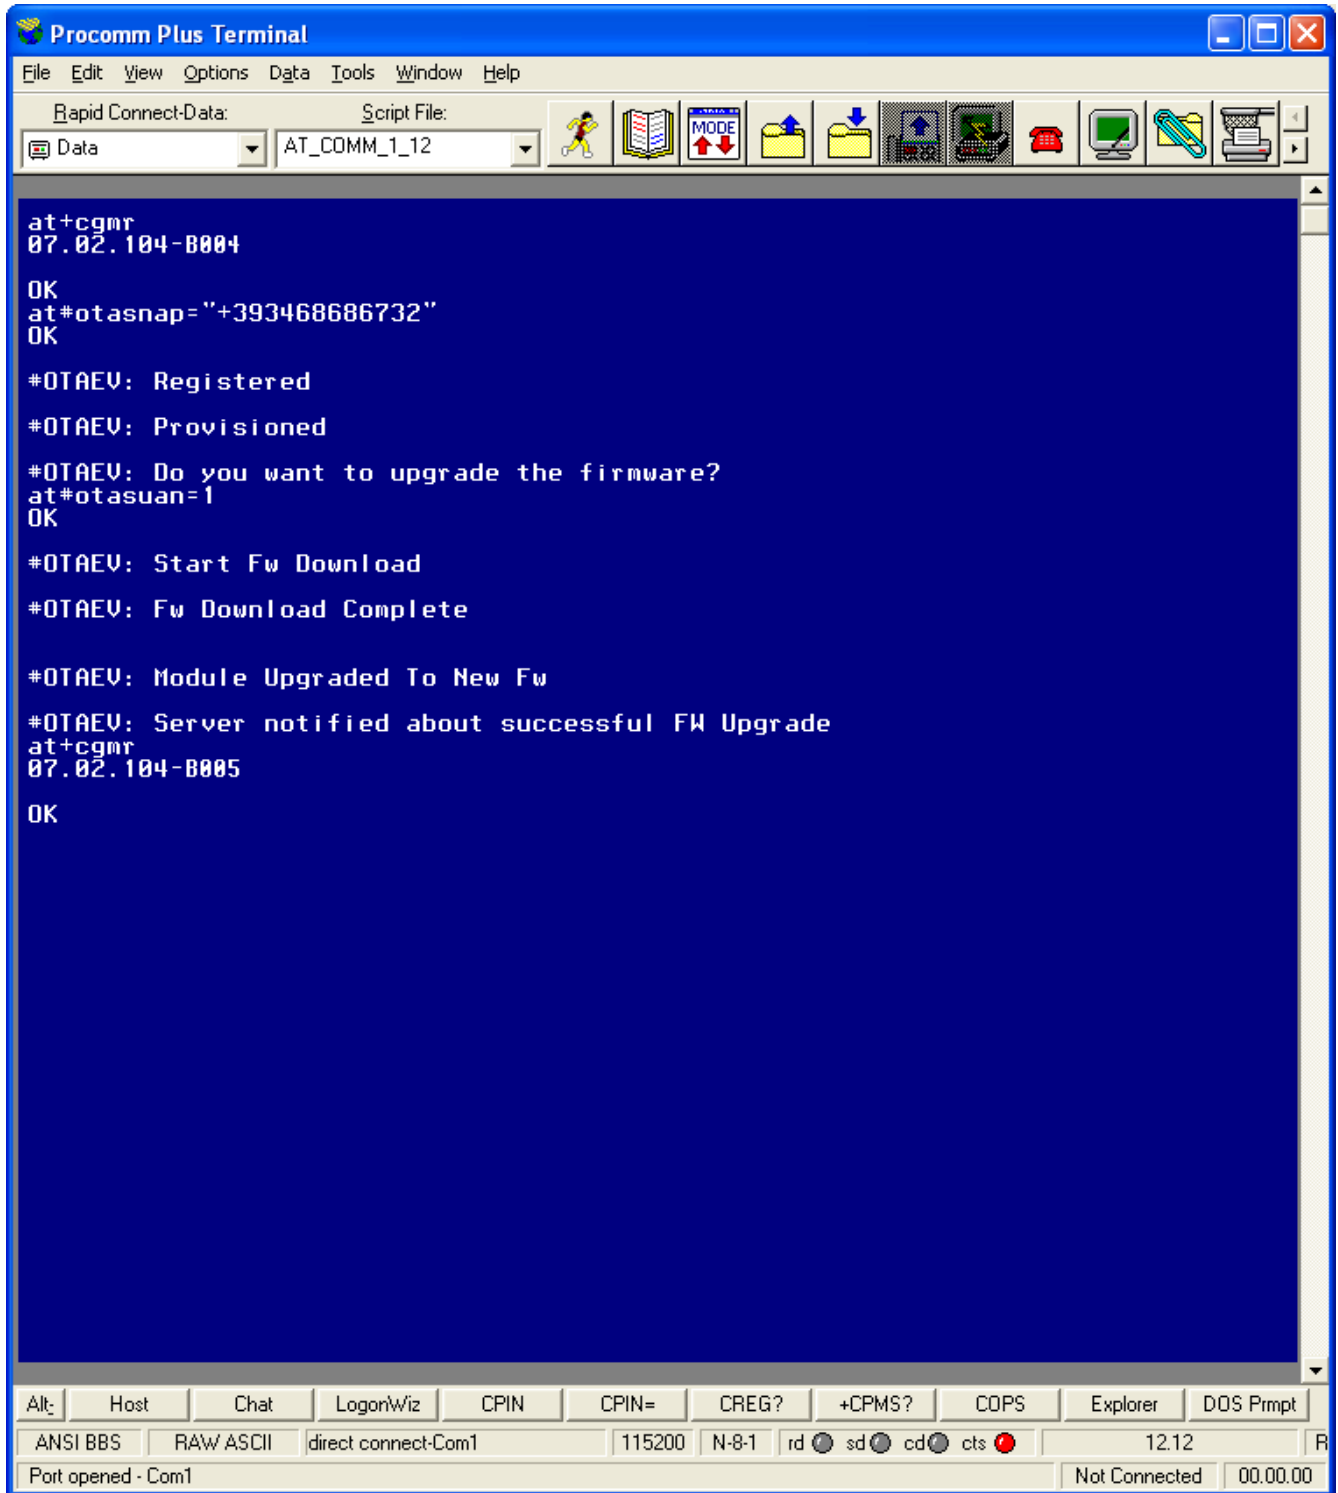 Procomm Plus Terminal
File Edit View Options Data Tools Window Help
Rapid Connect-Data: Script File:
Data AT_COMM_1_12 MODE
at+cgmr
07.02.104-B004
OK
at#otasnap="+393468686732"
OK
#OTAEV: Registered
#OTAEV: Provisioned
#OTAEV: Do you want to upgrade the firmware?
at#otasuan=1
OK
#OTAEV: Start Fw Download
#OTAEV: Fw Download Complete
#OTAEV: Module Upgraded To New Fw
#OTAEV: Server notified about successful FW Upgrade
at+cgmr
07.02.104-B005
OK
Alt- Host Chat LogonWiz CPIN CPIN= CREG? +CPMS? COPS Explorer DOS Prmpt
ANSI BBS RAW ASCII direct connect-Com1 115200 N-8-1 rd sd cd cts 12.12 R
Port opened - Com1 Not Connected 00.00.00